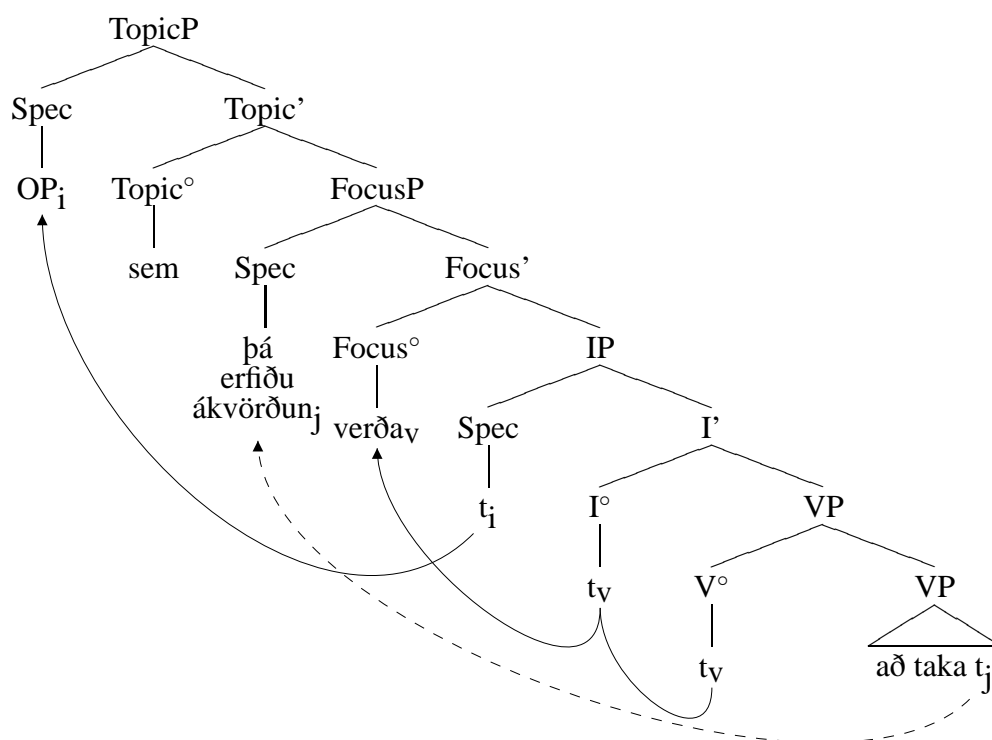 TopicP
Spec Topic’
OPi Topic° FocusP
sem Spec Focus’
þá Focus° IP
erfiðu
ákvörðunj verðav Spec I’
ti I° VP
tv V° VP
tv að taka tj